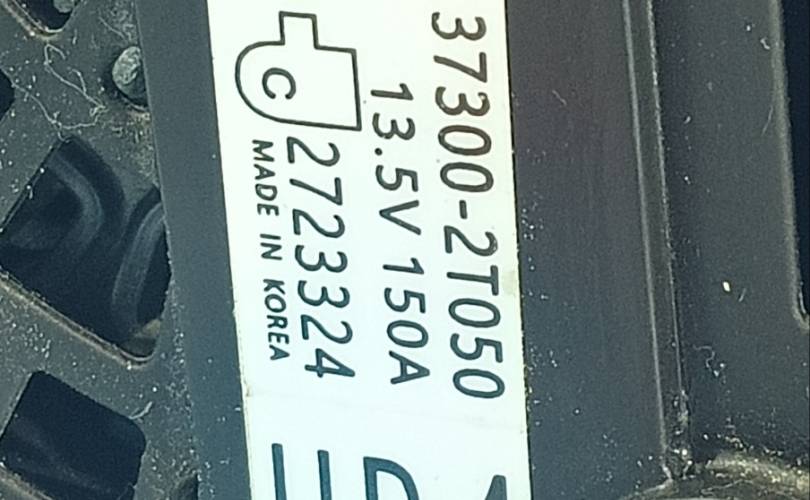 37300-2T050
13.5V 150A
C 2723324
MADE IN KOREA